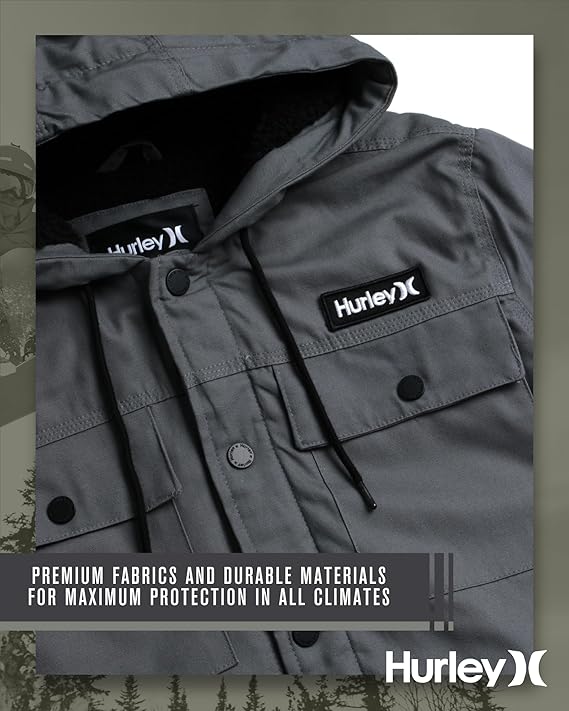 Hurley
Hurley
PREMIUM FABRICS AND DURABLE MATERIALS
FOR MAXIMUM PROTECTION IN ALL CLIMATES
Hurley